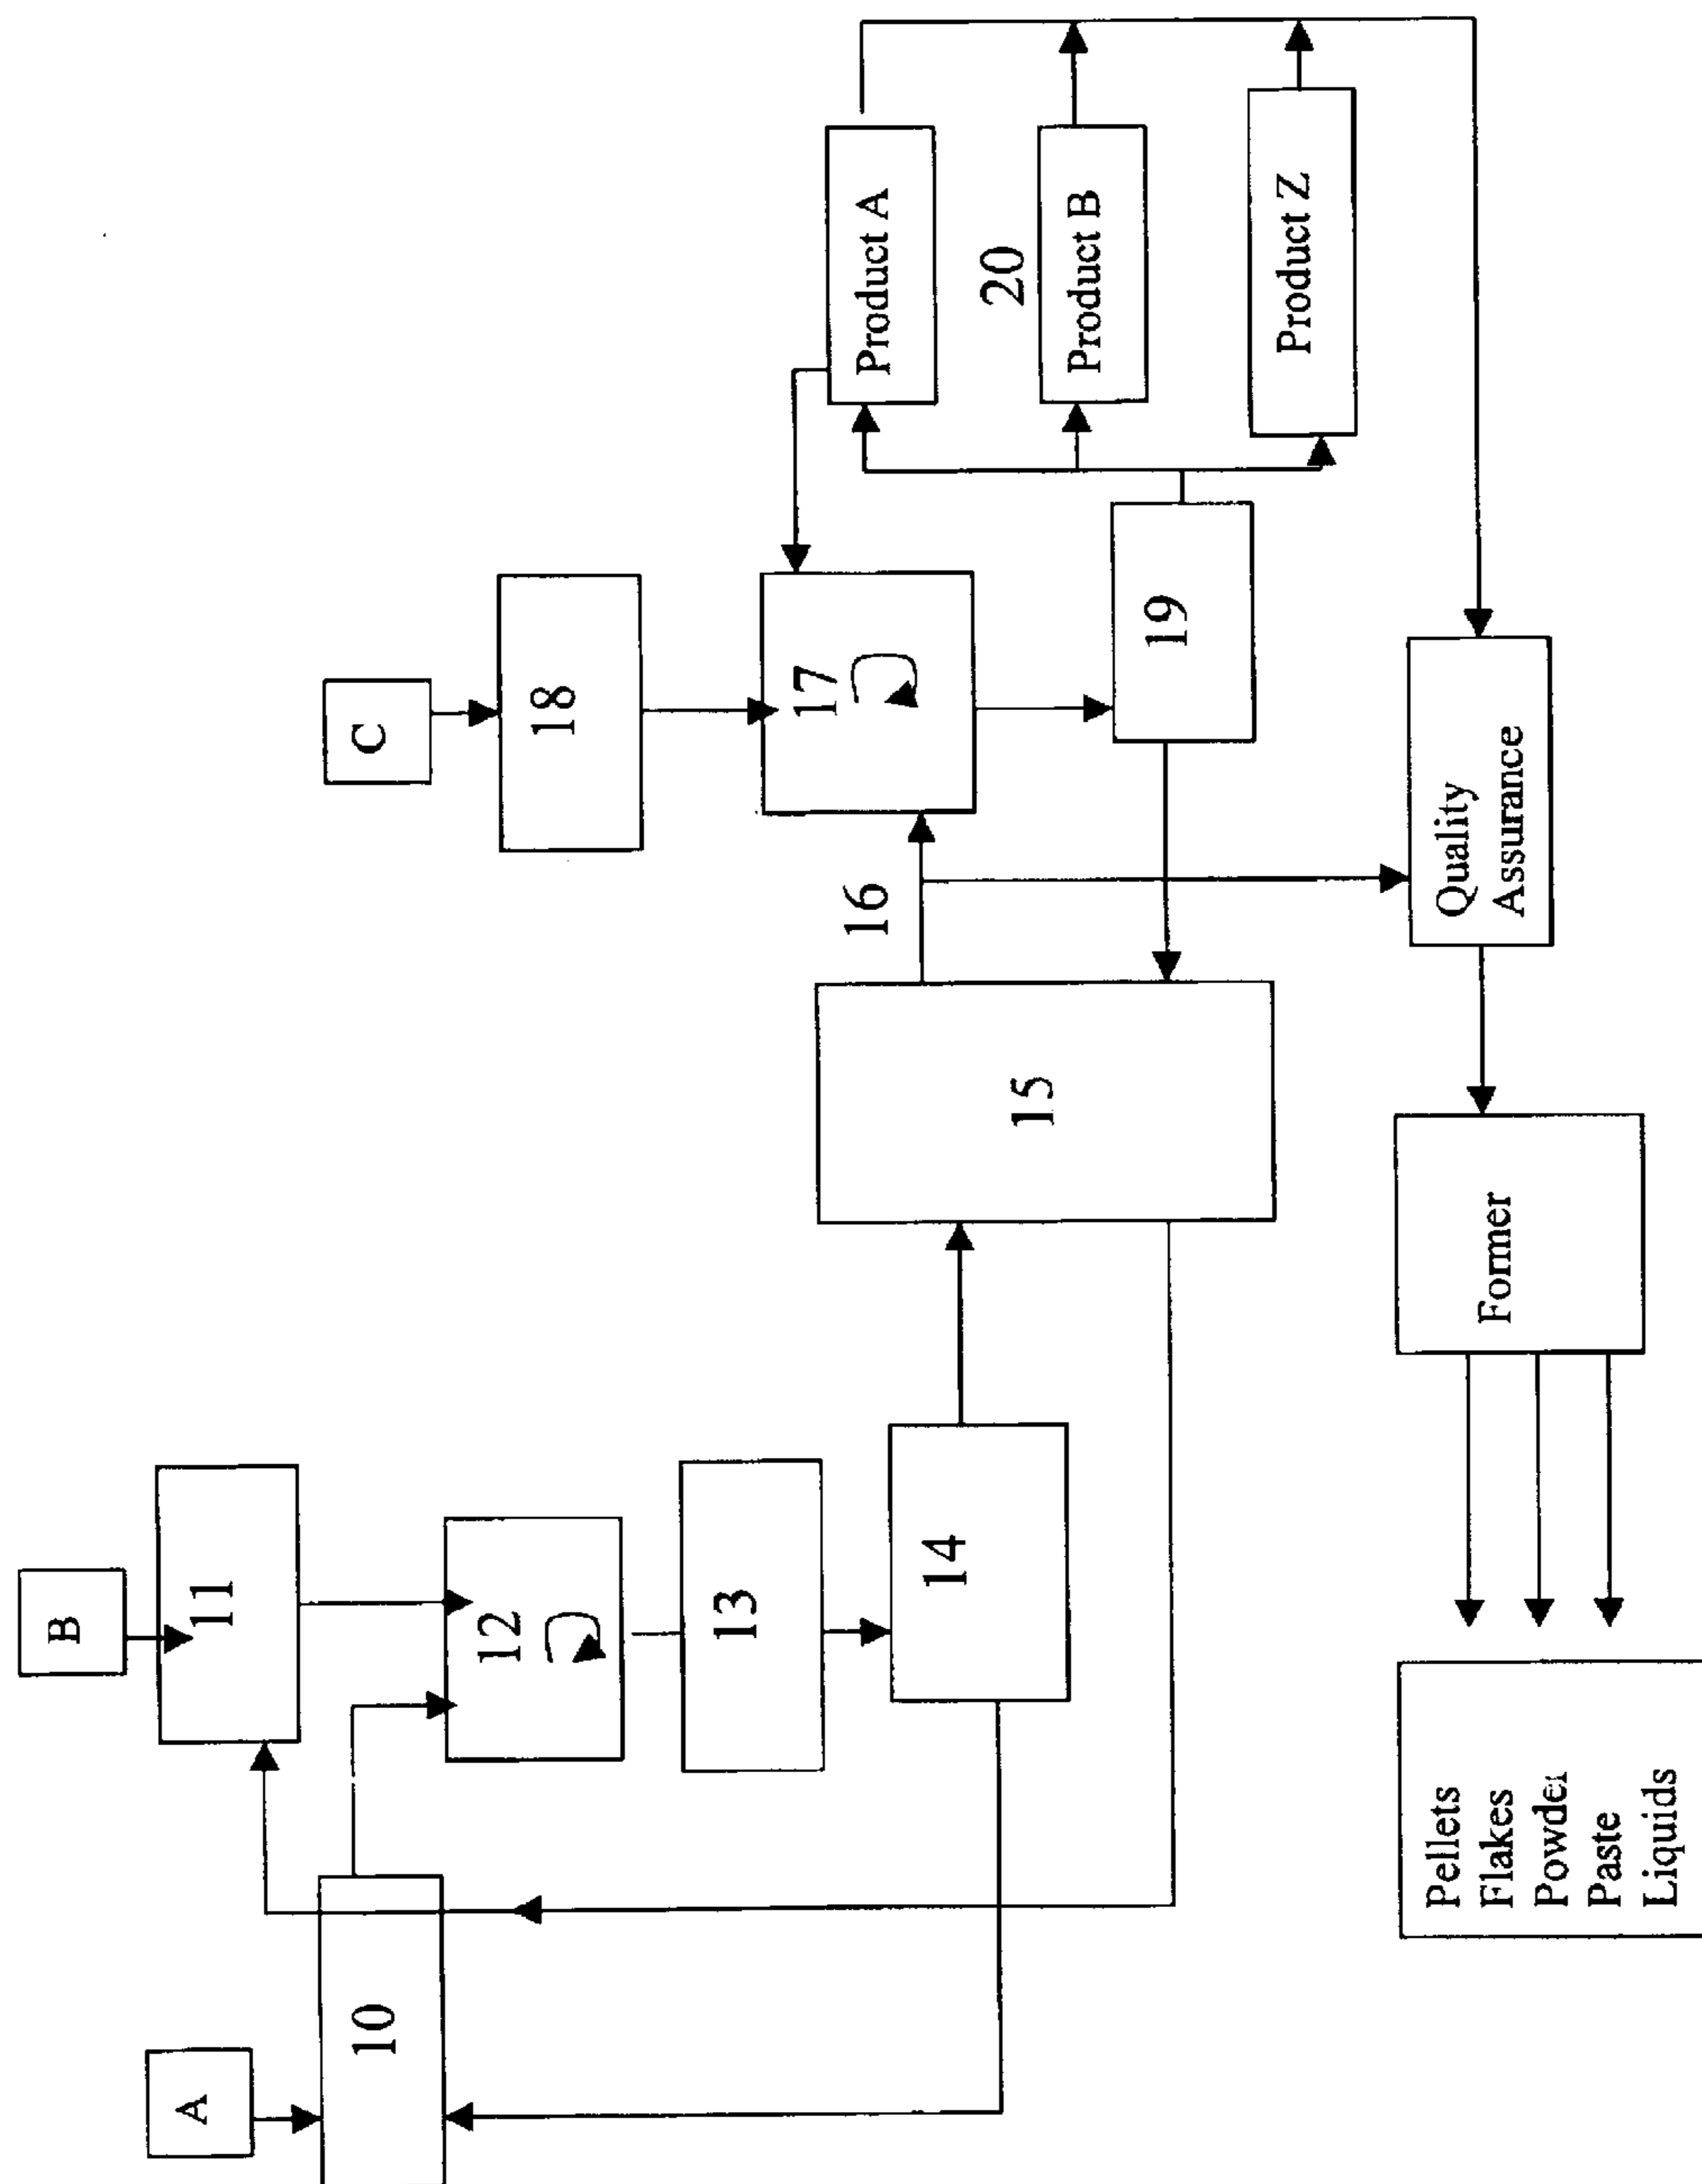 B
A
11
C
10
12
18
13
17
Product A
14
16
20
Product B
15
19
Product Z
Pellets
Flakes
Powder
Paste
Liquids
Former
Quality
Assurance